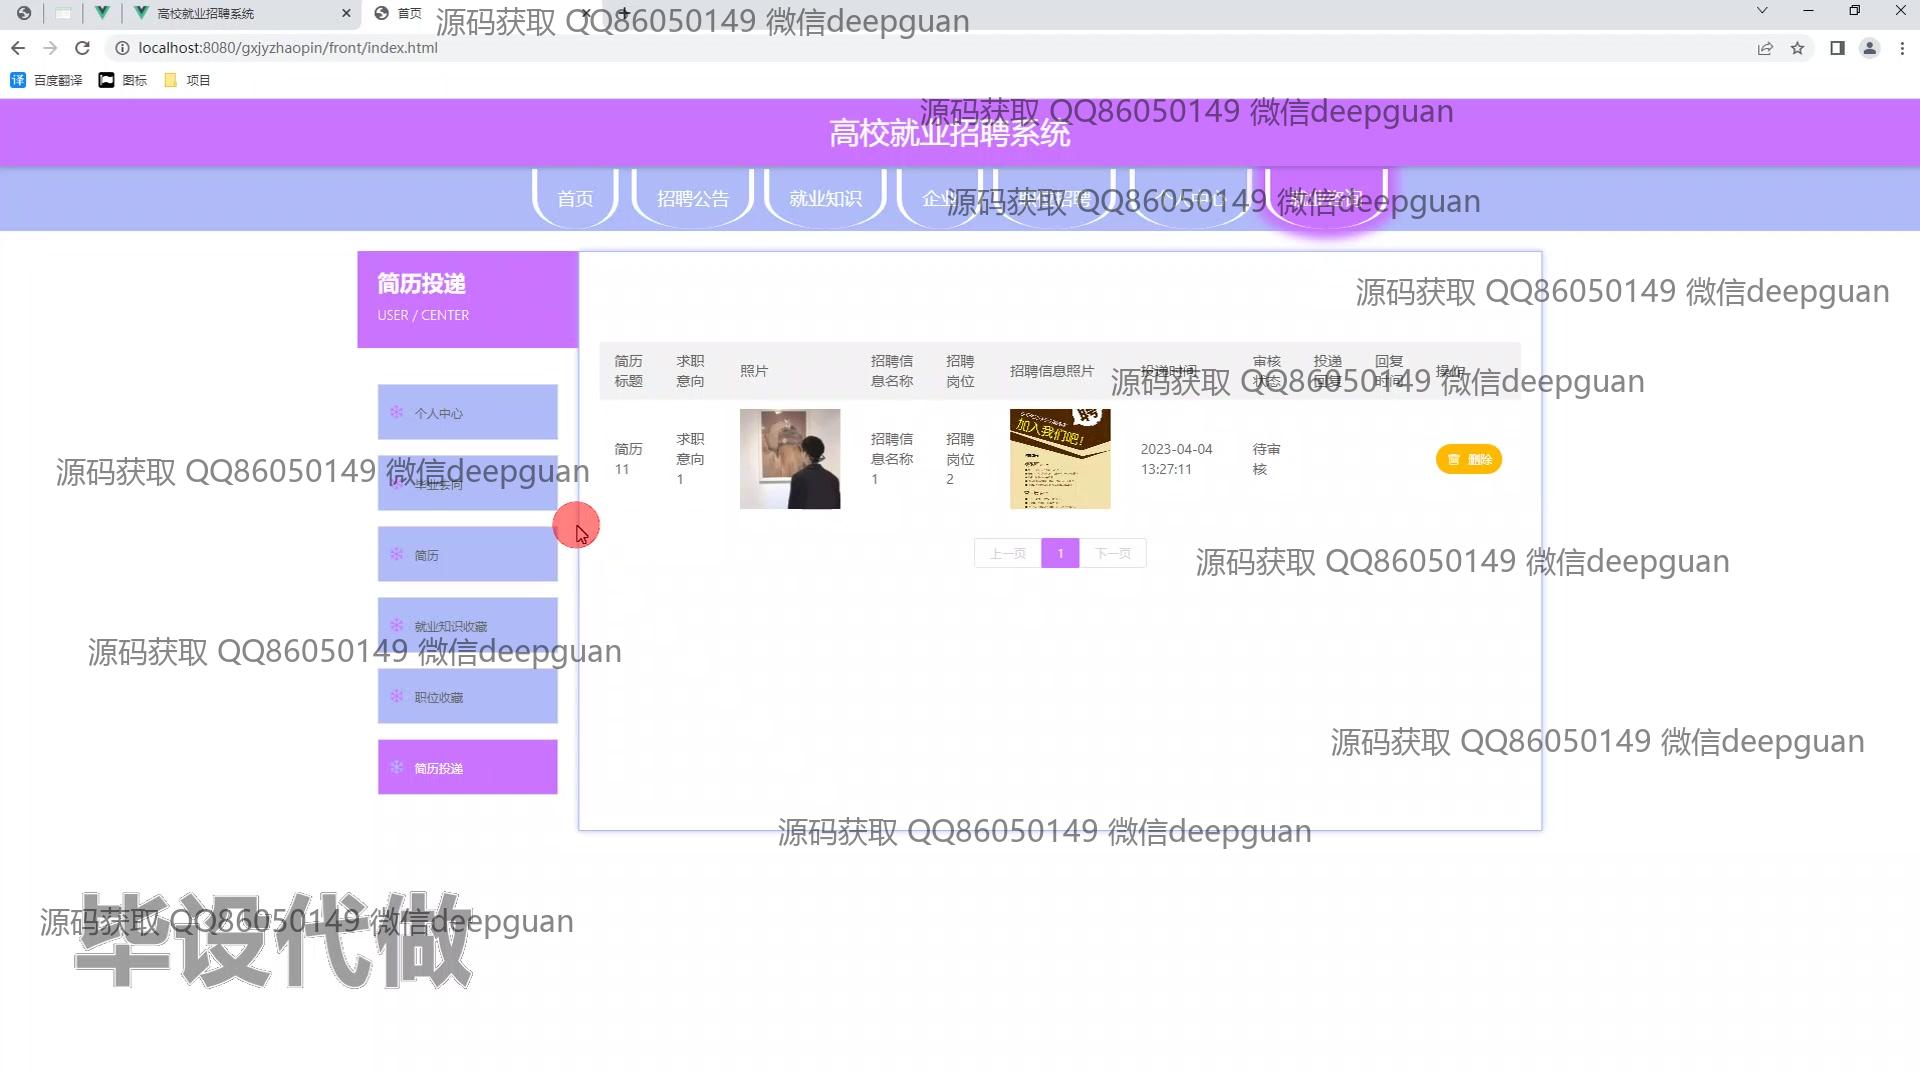 高校就业招聘系统
首页
源码获取 QQ86050149 微信deepguan
localhost:8080/gxjyzhaopin/front/index.html
百度翻译
图标
项目
源码获取 QQ86050149 微信deepguan
高校就业招聘系统
首页
招聘公告
就业知识
企业
招聘
个人中心
就业咨询
源码获取 QQ86050149 微信deepguan
简历投递
USER / CENTER
源码获取 QQ86050149 微信deepguan
简历标题
求职意向
照片
招聘信息名称
招聘岗位
招聘信息照片
投递时间
审核状态
投递回复
回复时间
操作
源码获取 QQ86050149 微信deepguan
个人中心
简历11
求职意向1
招聘信息名称1
招聘岗位2
聘
加入我们吧!
2023-04-04 13:27:11
待审核
删除
源码获取 QQ86050149 微信deepguan
简历
上一页
1
下一页
源码获取 QQ86050149 微信deepguan
就业知识收藏
源码获取 QQ86050149 微信deepguan
职位收藏
源码获取 QQ86050149 微信deepguan
简历投递
源码获取 QQ86050149 微信deepguan
源码获取 QQ86050149 微信deepguan
毕设代做